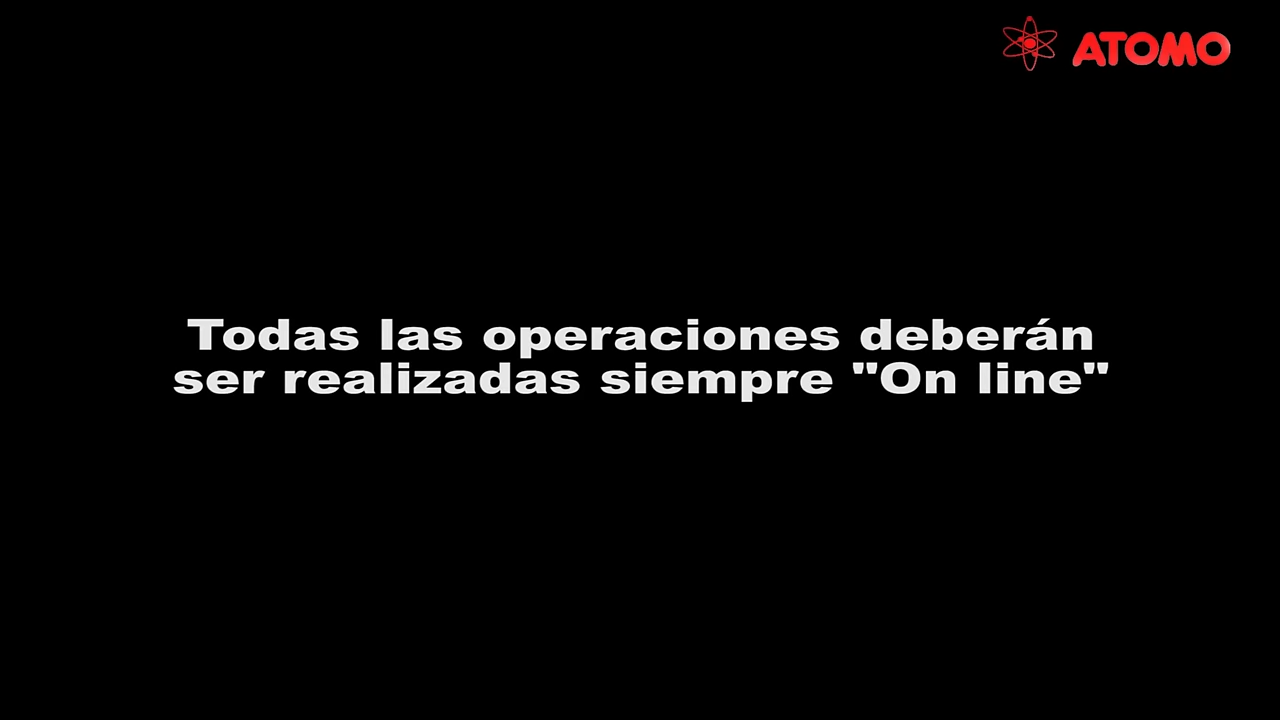 ATOMO
Todas las operaciones deberán
ser realizadas siempre "On line"